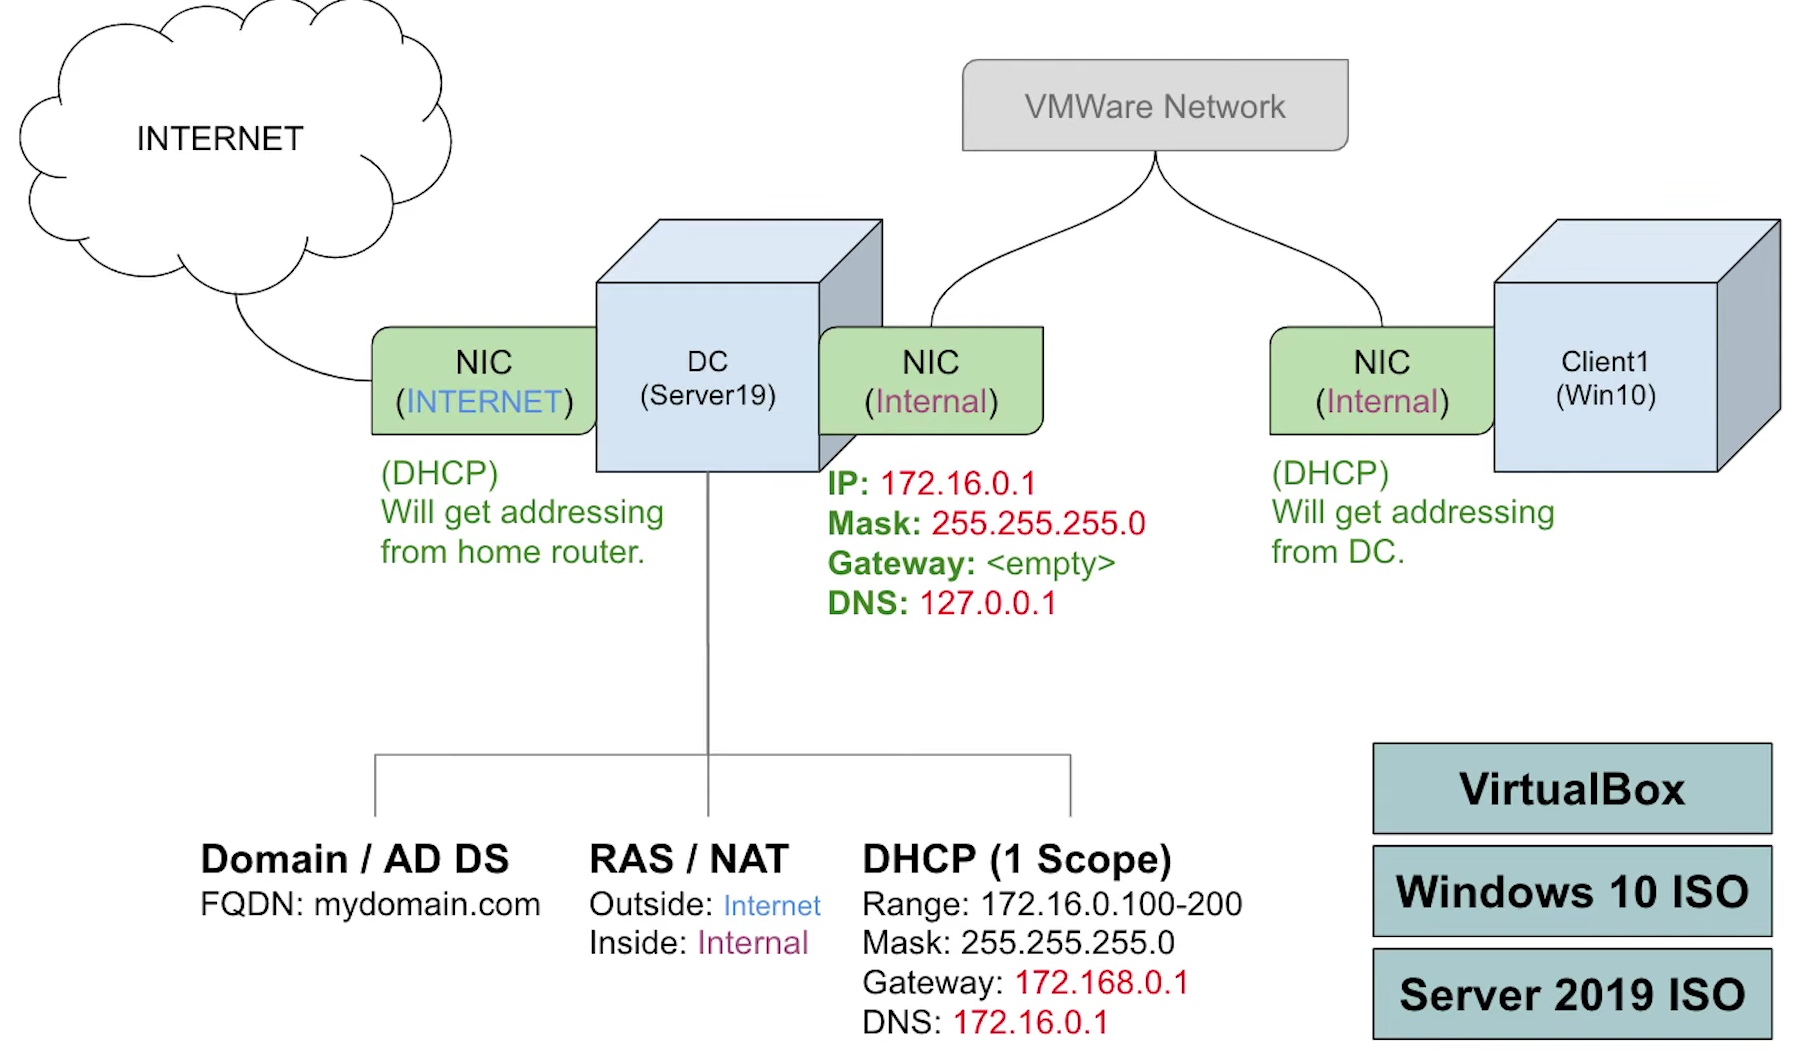 INTERNET
VMWare Network
NIC
(INTERNET)
DC
(Server19)
NIC
(Internal)
NIC
(Internal)
Client1
(Win10)
(DHCP)
Will get addressing
from home router.
IP: 172.16.0.1
Mask: 255.255.255.0
Gateway: <empty>
DNS: 127.0.0.1
(DHCP)
Will get addressing
from DC.
Domain / AD DS
FQDN: mydomain.com
RAS / NAT
Outside: Internet
Inside: Internal
DHCP (1 Scope)
Range: 172.16.0.100-200
Mask: 255.255.255.0
Gateway: 172.168.0.1
DNS: 172.16.0.1
VirtualBox
Windows 10 ISO
Server 2019 ISO